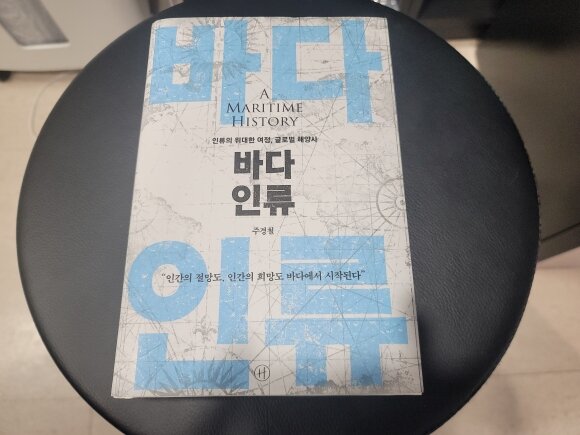 바다
A
MARITIME
HISTORY
인류의 위대한 여정, 글로벌 해양사
바다
인류
주경철
인류
“인간의 절망도, 인간의 희망도 바다에서 시작된다”
H